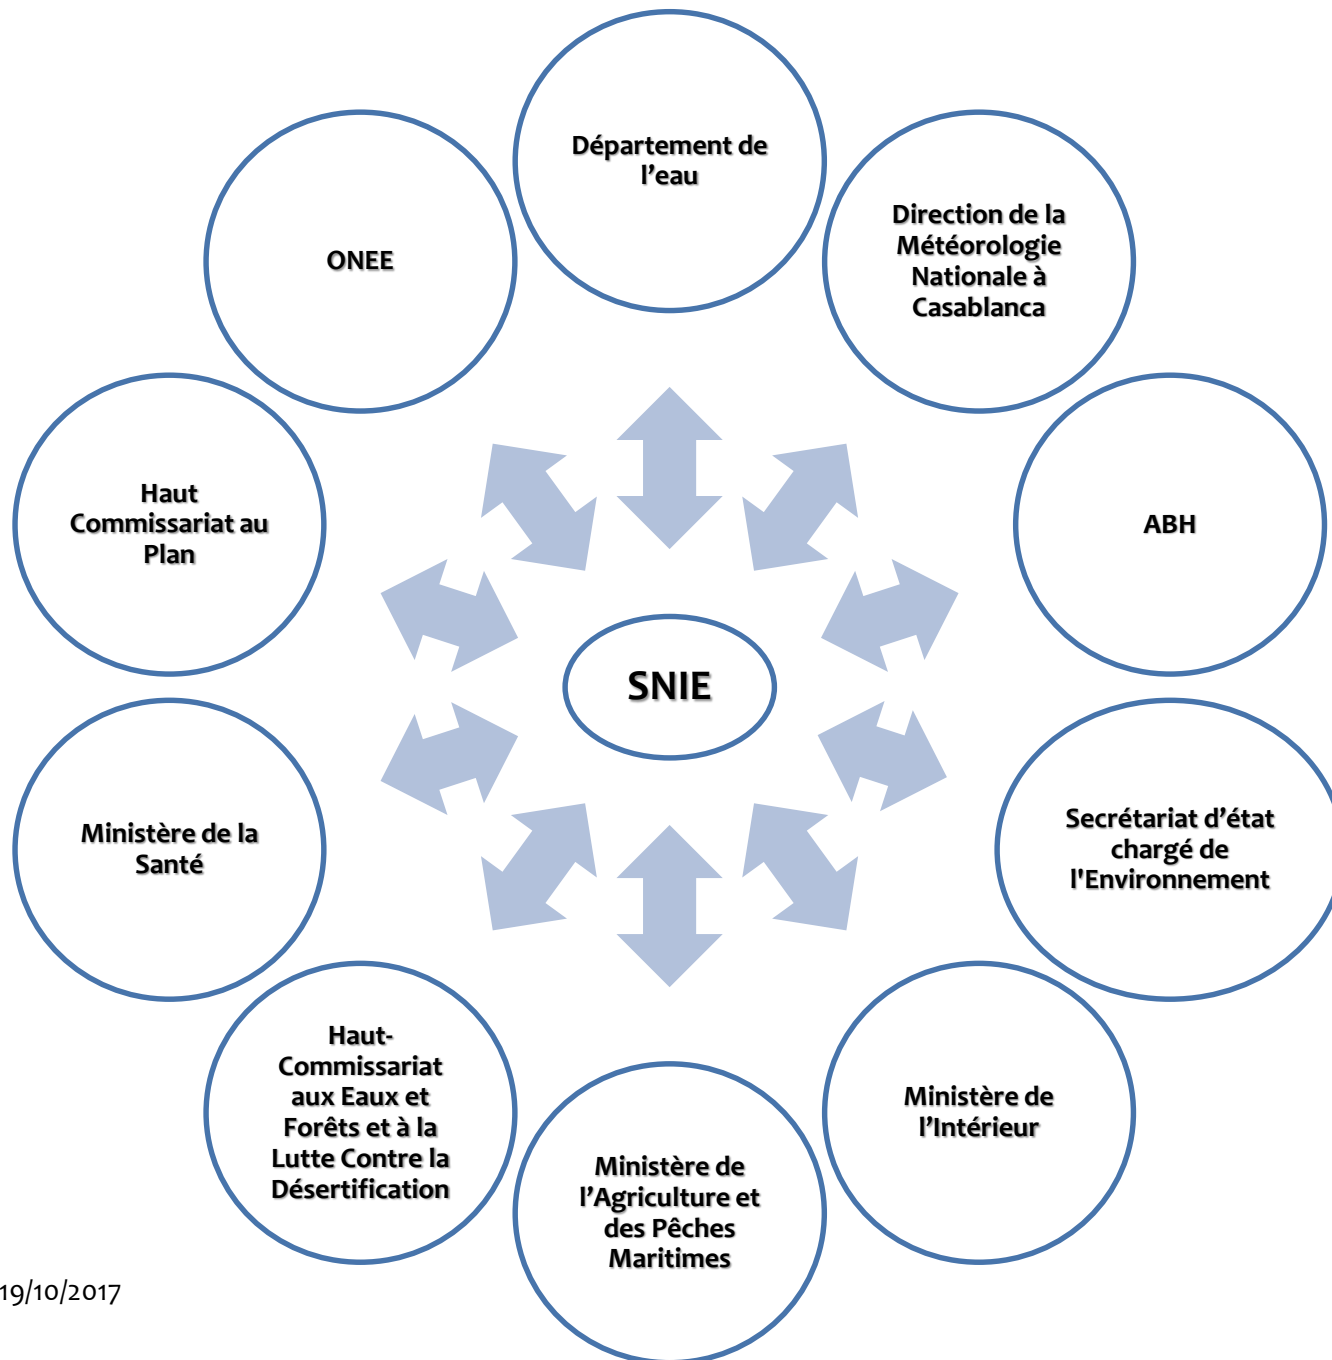 Département de
l’eau
Direction de la
Météorologie
Nationale à
Casablanca
ABH
Secrétariat d’état
chargé de
l'Environnement
Ministère de
l’Intérieur
Ministère de
l’Agriculture et
des Pêches
Maritimes
Haut-
Commissariat
aux Eaux et
Forêts et à la
Lutte Contre la
Désertification
Ministère de la
Santé
Haut
Commissariat au
Plan
ONEE
SNIE
19/10/2017